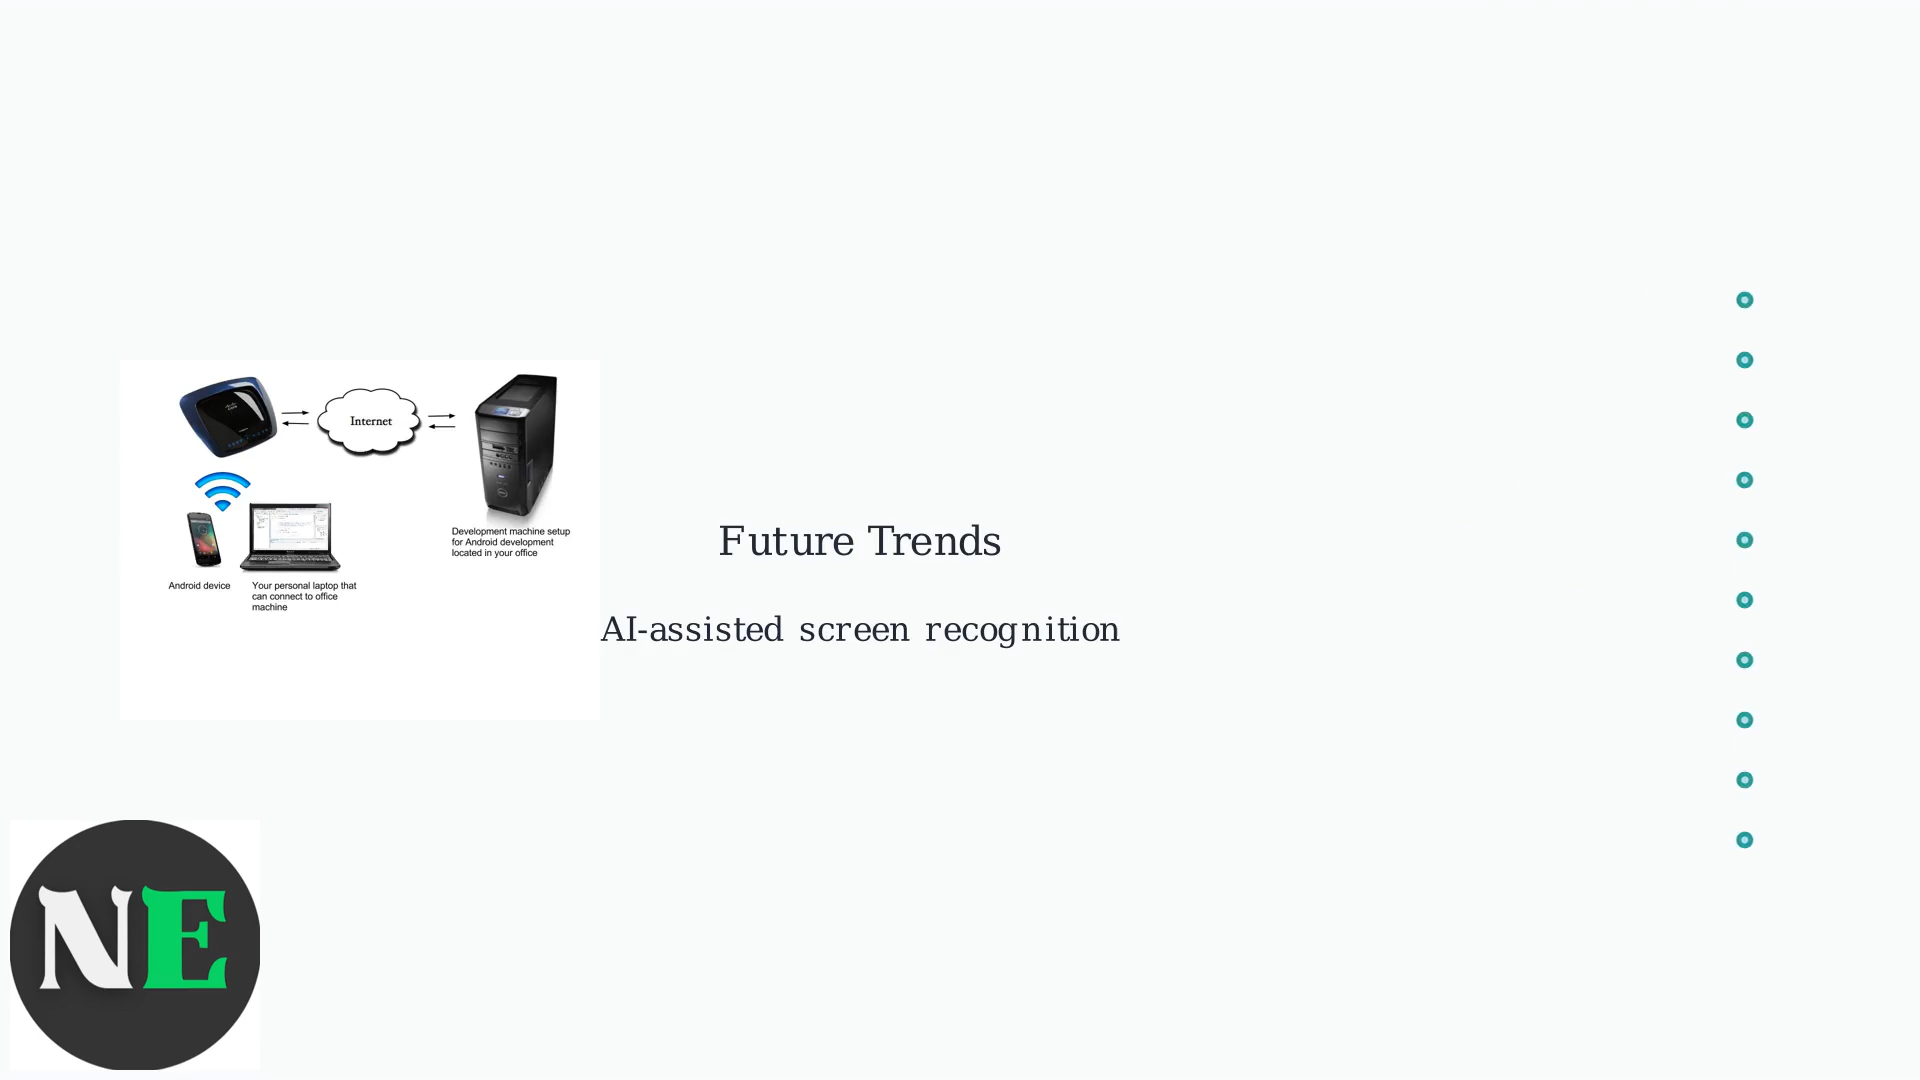 Internet
Development machine setup
for Android development
located in your office
Android device
Your personal laptop that
can connect to office
machine
Future Trends
AI-assisted screen recognition
NE